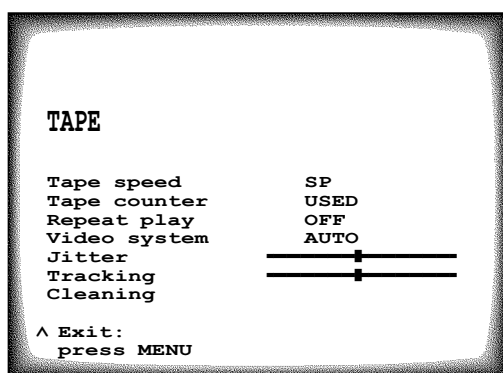 TAPE
Tape speed SP
Tape counter USED
Repeat play OFF
Video system AUTO
Jitter
Tracking
Cleaning
^ Exit:
press MENU